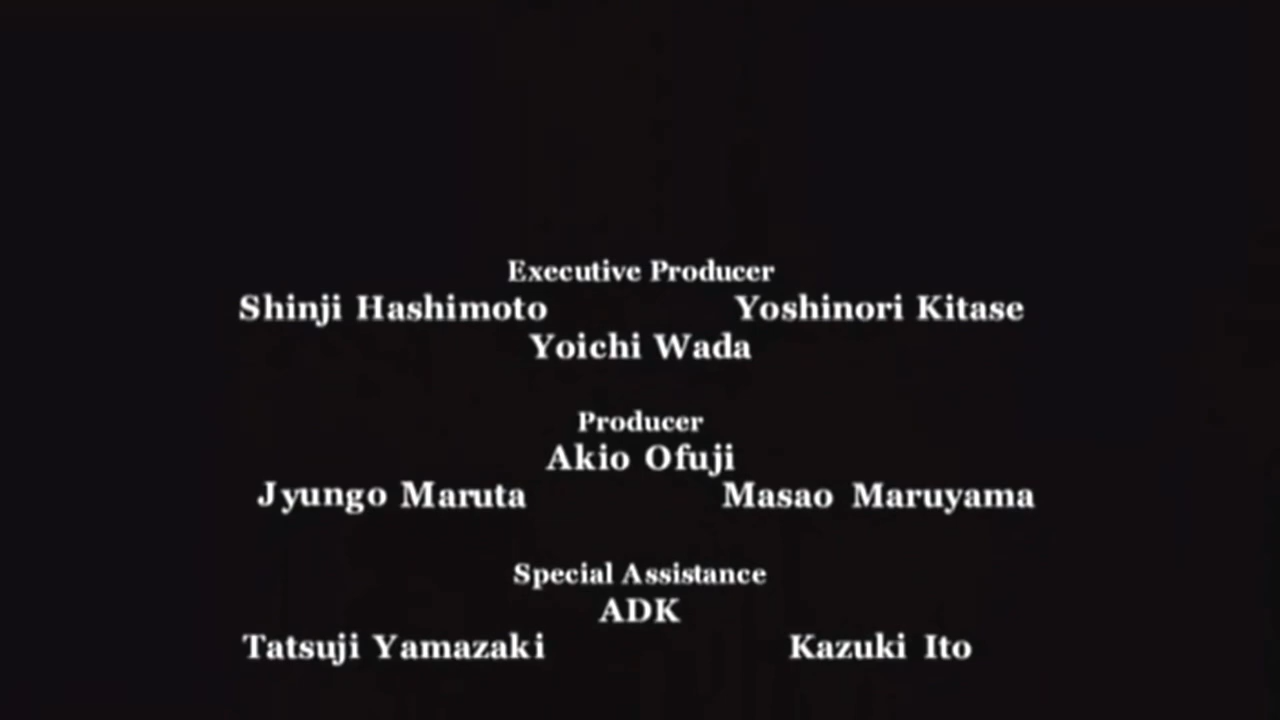 Executive Producer
Shinji Hashimoto Yoshinori Kitase
Yoichi Wada
Producer
Akio Ofuji
Jyungo Maruta Masao Maruyama
Special Assistance
ADK
Tatsuji Yamazaki Kazuki Ito